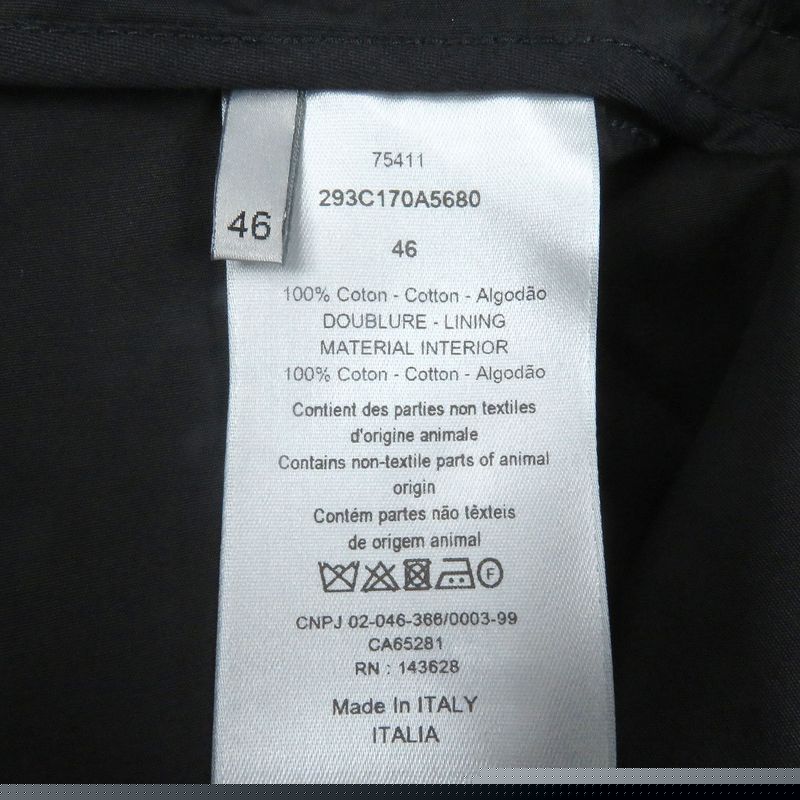 46
75411
293C170A5680
46
100% Coton - Cotton - Algodão
DOUBLURE - LINING
MATERIAL INTERIOR
100% Coton - Cotton - Algodão
Contient des parties non textiles
d'origine animale
Contains non-textile parts of animal
origin
Contém partes não têxteis
de origem animal
F
CNPJ 02-046-366/0003-99
CA65281
RN : 143628
Made In ITALY
ITALIA